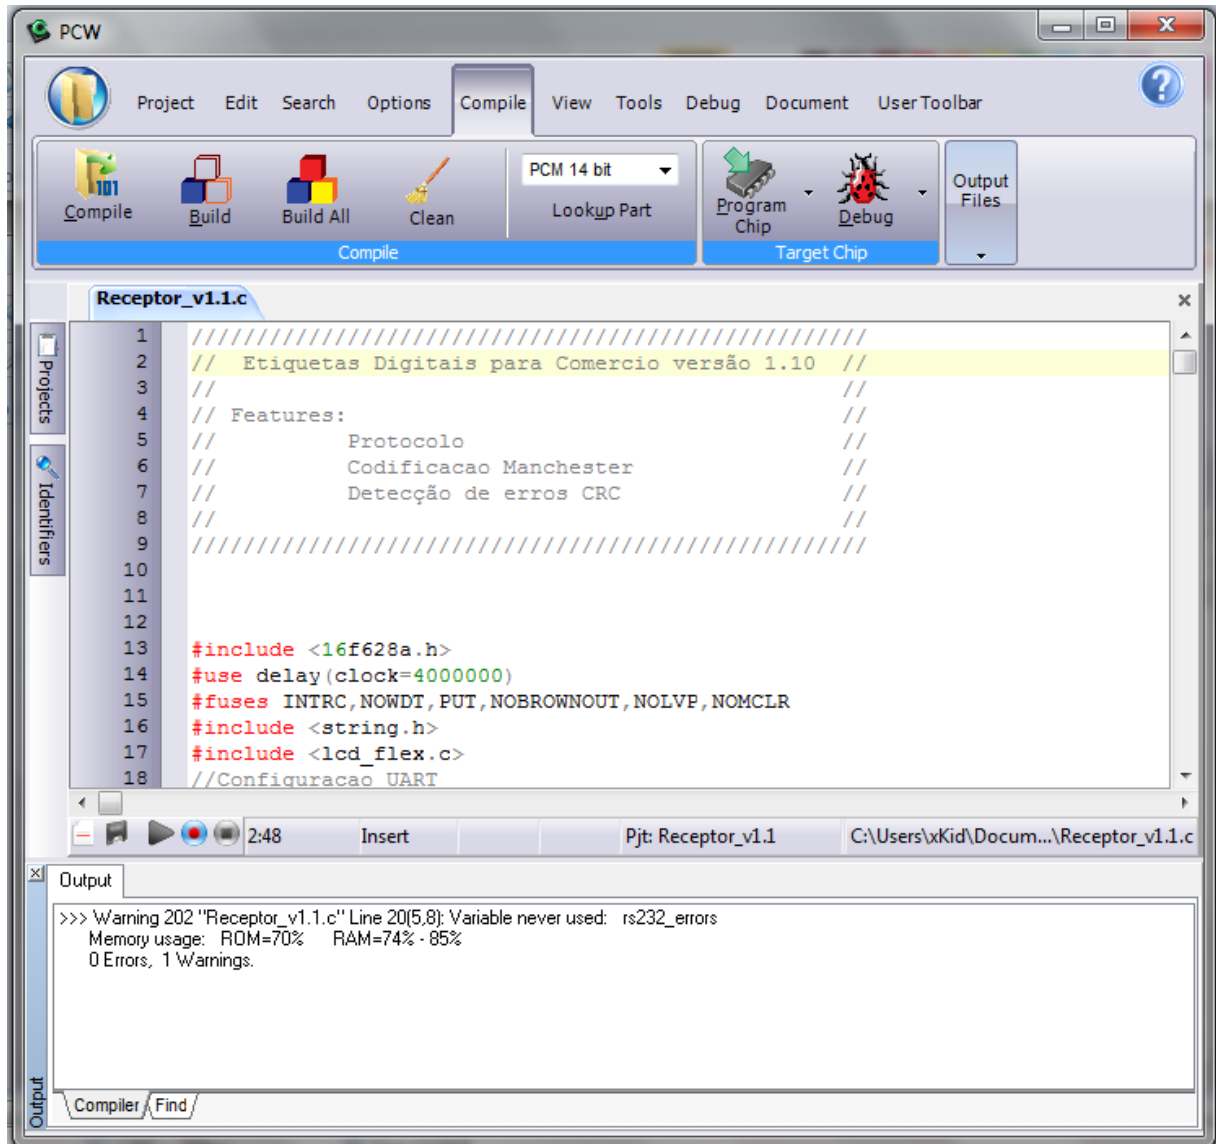 PCW
Project Edit Search Options Compile View Tools Debug Document User Toolbar
101
PCM 14 bit
Compile Build Build All Clean Lookup Part Program Chip Debug Output Files
Compile Target Chip
Receptor_v1.1.c
Projects
Identifiers
1 ////////////////////////////////////////////////////
2 //  Etiquetas Digitais para Comercio versão 1.10  //
3 //                                                //
4 // Features:                                      //
5 //          Protocolo                             //
6 //          Codificacao Manchester                //
7 //          Detecção de erros CRC                 //
8 //                                                //
9 ////////////////////////////////////////////////////
10
11
12
13 #include <16f628a.h>
14 #use delay(clock=4000000)
15 #fuses INTRC,NOWDT,PUT,NOBROWNOUT,NOLVP,NOMCLR
16 #include <string.h>
17 #include <lcd_flex.c>
18 //Configuracao UART
2:48 Insert Pjt: Receptor_v1.1 C:\Users\xKid\Docum...\Receptor_v1.1.c
Output
>>> Warning 202 "Receptor_v1.1.c" Line 20(5,8): Variable never used:   rs232_errors
Memory usage:   ROM=70%      RAM=74% - 85%
0 Errors,  1 Warnings.
Output
Compiler Find